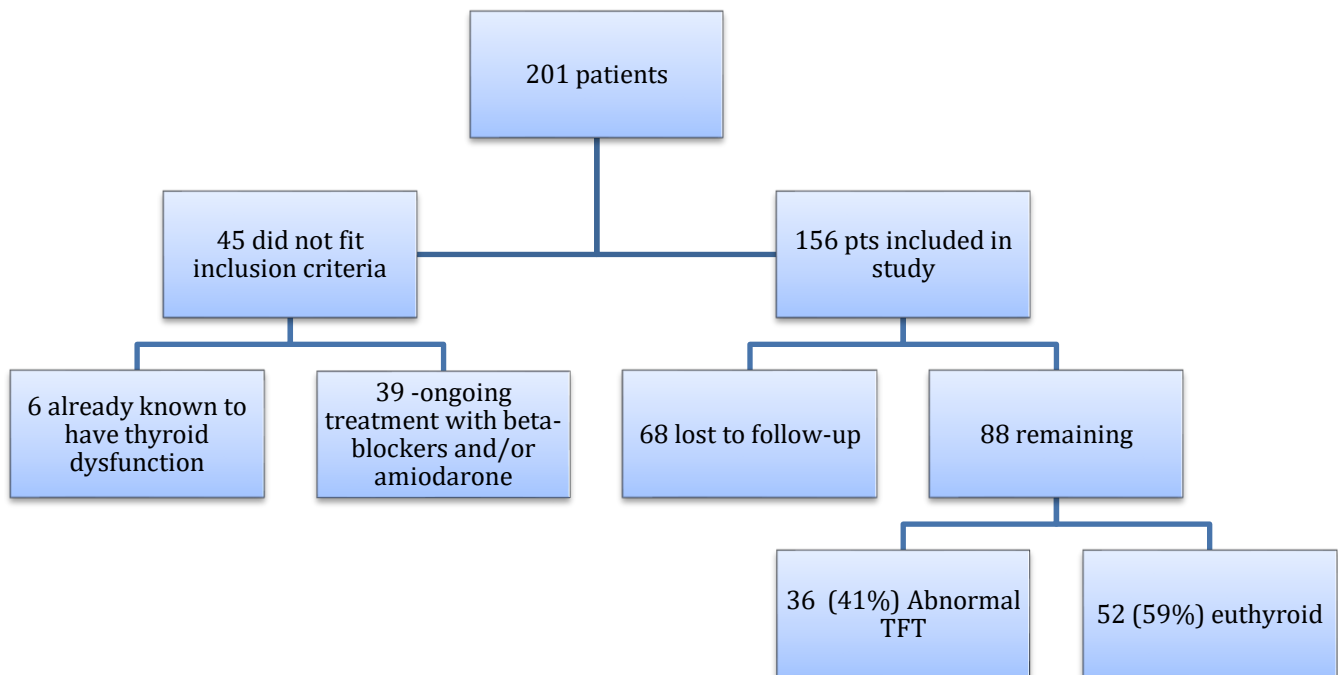 201 patients
45 did not fit
inclusion criteria
156 pts included in
study
6 already known to
have thyroid
dysfunction
39 -ongoing
treatment with beta-
blockers and/or
amiodarone
68 lost to follow-up
88 remaining
36 (41%) Abnormal
TFT
52 (59%) euthyroid